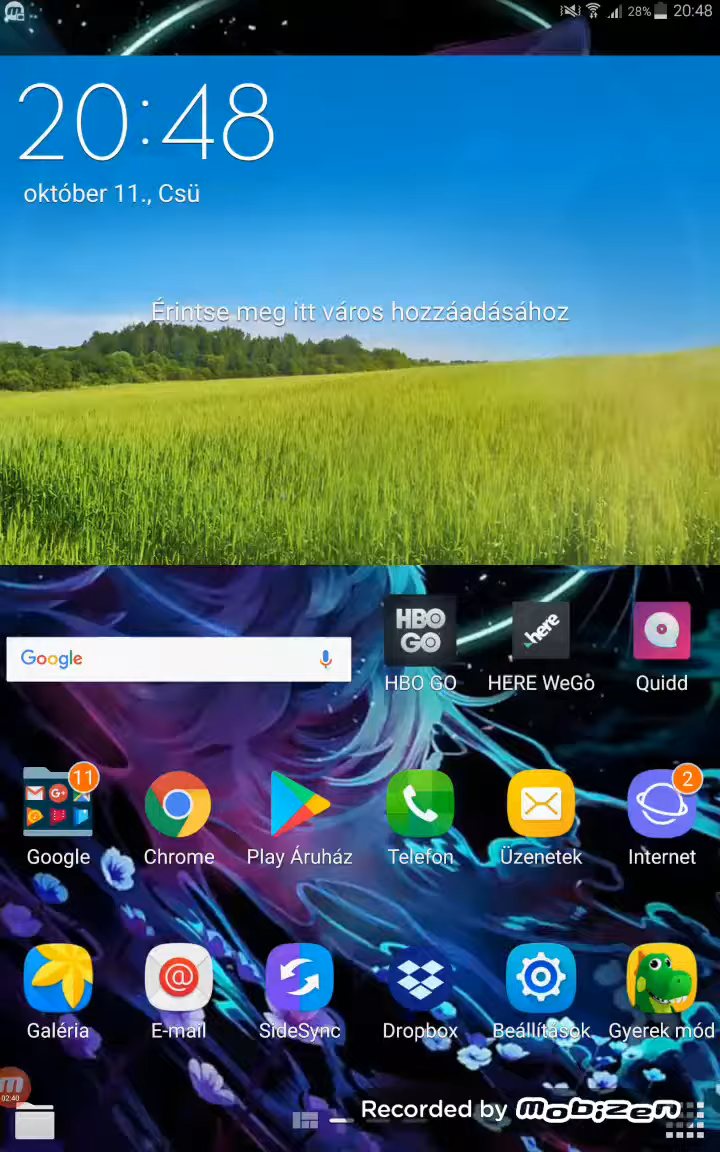 28% 20:48
20:48
október 11., Csü
Érintse meg itt város hozzáadásához
Google
HBO GO
here
HBO GO
HERE WeGo
Quidd
11
2
Google
Chrome
Play Áruház
Telefon
Üzenetek
Internet
Galéria
E-mail
SideSync
Dropbox
Beállítások
Gyerek mód
02:40
Recorded by mobizen